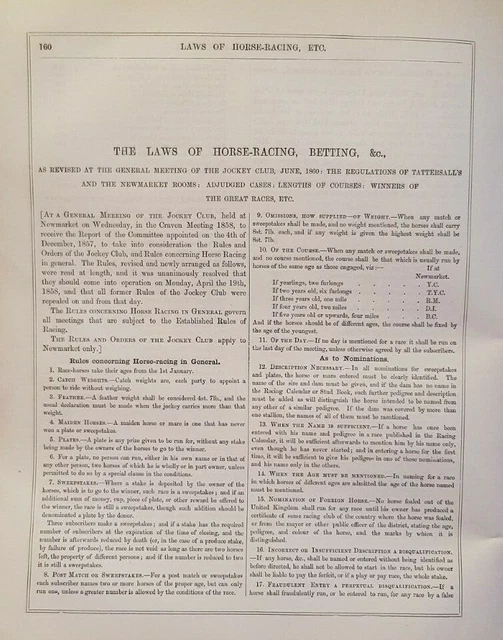 160
LAWS OF HORSE-RACING, ETC.
THE LAWS OF HORSE-RACING, BETTING, &c.,
AS REVISED AT THE GENERAL MEETING OF THE JOCKEY CLUB, JUNE, 1860: THE REGULATIONS OF TATTERSALL'S
AND THE NEWMARKET ROOMS; ADJUDGED CASES; LENGTHS OF COURSES; WINNERS OF
THE GREAT RACES, ETC.
[AT A GENERAL MEETING OF THE JOCKEY CLUB, held at
Newmarket on Wednesday, in the Craven Meeting 1858, to
receive the Report of the Committee appointed on the 4th of
December, 1857, to take into consideration the Rules and
Orders of the Jockey Club, and Rules concerning Horse Racing
in general. The Rules, revised and newly arranged as follows,
were read at length, and it was unanimously resolved that
they should come into operation on Monday, April the 19th,
1858, and that all former Rules of the Jockey Club were
repealed on and from that day.
THE RULES CONCERNING HORSE RACING IN GENERAL govern
all meetings that are subject to the Established Rules of
Racing.
THE RULES AND ORDERS OF THE JOCKEY CLUB apply to
Newmarket only.]
Rules concerning Horse-racing in General.
1. Race-horses take their ages from the 1st January.
2. CATCH WEIGHTS.—Catch weights are, each party to appoint a
person to ride without weighing.
3. FEATHER.—A feather weight shall be considered 4st. 7lb., and the
usual declaration must be made when the jockey carries more than that
weight.
4. MAIDEN HORSES.—A maiden horse or mare is one that has never
won a plate or sweepstakes.
5. PLATES.—A plate is any prize given to be run for, without any stake
being made by the owners of the horses to go to the winner.
6. For a plate, no person can run, either in his own name or in that of
any other person, two horses of which he is wholly or in part owner, unless
permitted to do so by a special clause in the conditions.
7. SWEEPSTAKES.—Where a stake is deposited by the owner of the
horses, which is to go to the winner, such race is a sweepstakes; and if an
additional sum of money, cup, piece of plate, or other reward be offered to
the winner, the race is still a sweepstakes, though such addition should be
denominated a plate by the donor.
Three subscribers make a sweepstakes; and if a stake has the required
number of subscribers at the expiration of the time of closing, and the
number is afterwards reduced by death (or, in the case of a produce stake,
by failure of produce), the race is not void as long as there are two horses
left, the property of different persons; and if the number is reduced to two
it is still a sweepstake.
8. POST MATCH OR SWEEPSTAKES.—For a post match or sweepstakes
each subscriber names two or more horses of the proper age, but can only
run one, unless a greater number is allowed by the conditions of the race.
9. OMISSIONS, HOW SUPPLIED—OF WEIGHT.—When any match or
sweepstakes shall be made, and no weight mentioned, the horses shall carry
8st. 7lb. each, and if any weight is given the highest weight shall be
8st. 7lb.
10. OF THE COURSE.—When any match or sweepstakes shall be made,
and no course mentioned, the course shall be that which is usually run by
horses of the same age as those engaged, viz:—
If at
Newmarket.
If yearlings, two furlongs . . . . . Y.C.
If two years old, six furlongs . . . . . T.Y.C.
If three years old, one mile . . . . . R.M.
If four years old, two miles . . . . . D.I.
If five years old or upwards, four miles . . . . . B.C.
And if the horses should be of different ages, the course shall be fixed by
the age of the youngest.
11. OF THE DAY.—If no day is mentioned for a race it shall be run on
the last day of the meeting, unless otherwise agreed by all the subscribers.
As to Nominations.
12. DESCRIPTION NECESSARY.—In all nominations for sweepstakes
and plates, the horse or mare entered must be clearly identified. The
name of the sire and dam must be given, and if the dam has no name in
the Racing Calendar or Stud Book, such further pedigree and description
must be added as will distinguish the horse intended to be named from
any other of a similar pedigree. If the dam was covered by more than
one stallion, the names of all of them must be mentioned.
13. WHEN THE NAME IS SUFFICIENT.—If a horse has once been
entered with his name and pedigree in a race published in the Racing
Calendar, it will be sufficient afterwards to mention him by his name only,
even though he has never started; and in entering a horse for the first
time, it will be sufficient to give his pedigree in one of those nominations,
and his name only in the others.
14. WHEN THE AGE MUST BE MENTIONED.—In naming for a race
in which horses of different ages are admitted the age of the horse named
must be mentioned.
15. NOMINATION OF FOREIGN HORSE.—No horse foaled out of the
United Kingdom shall run for any race until his owner has produced a
certificate of some racing club of the country where the horse was foaled,
or from the mayor or other public officer of the district, stating the age,
pedigree, and colour of the horse, and the marks by which it is
distinguished.
16. INCORRECT OR INSUFFICIENT DESCRIPTION A DISQUALIFICATION.
—If any horse, &c., shall be named or entered without being identified as
before directed, he shall not be allowed to start in the race, but his owner
shall be liable to pay the forfeit, or if a play or pay race, the whole stake.
17. FRAUDULENT ENTRY A PERPETUAL DISQUALIFICATION.—If a
horse shall fraudulently run, or be entered to run, for any race by a false